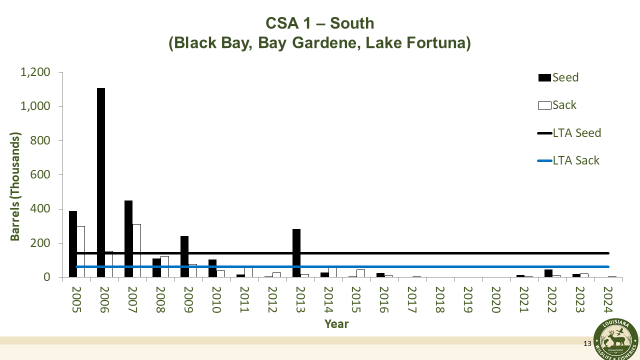 CSA 1 – South
(Black Bay, Bay Gardene, Lake Fortuna)
Barrels (Thousands)
1,200
1,000
800
600
400
200
0
Seed
Sack
LTA Seed
LTA Sack
2005 2006 2007 2008 2009 2010 2011 2012 2013 2014 2015 2016 2017 2018 2019 2020 2021 2022 2023 2024
Year
13
LOUISIANA